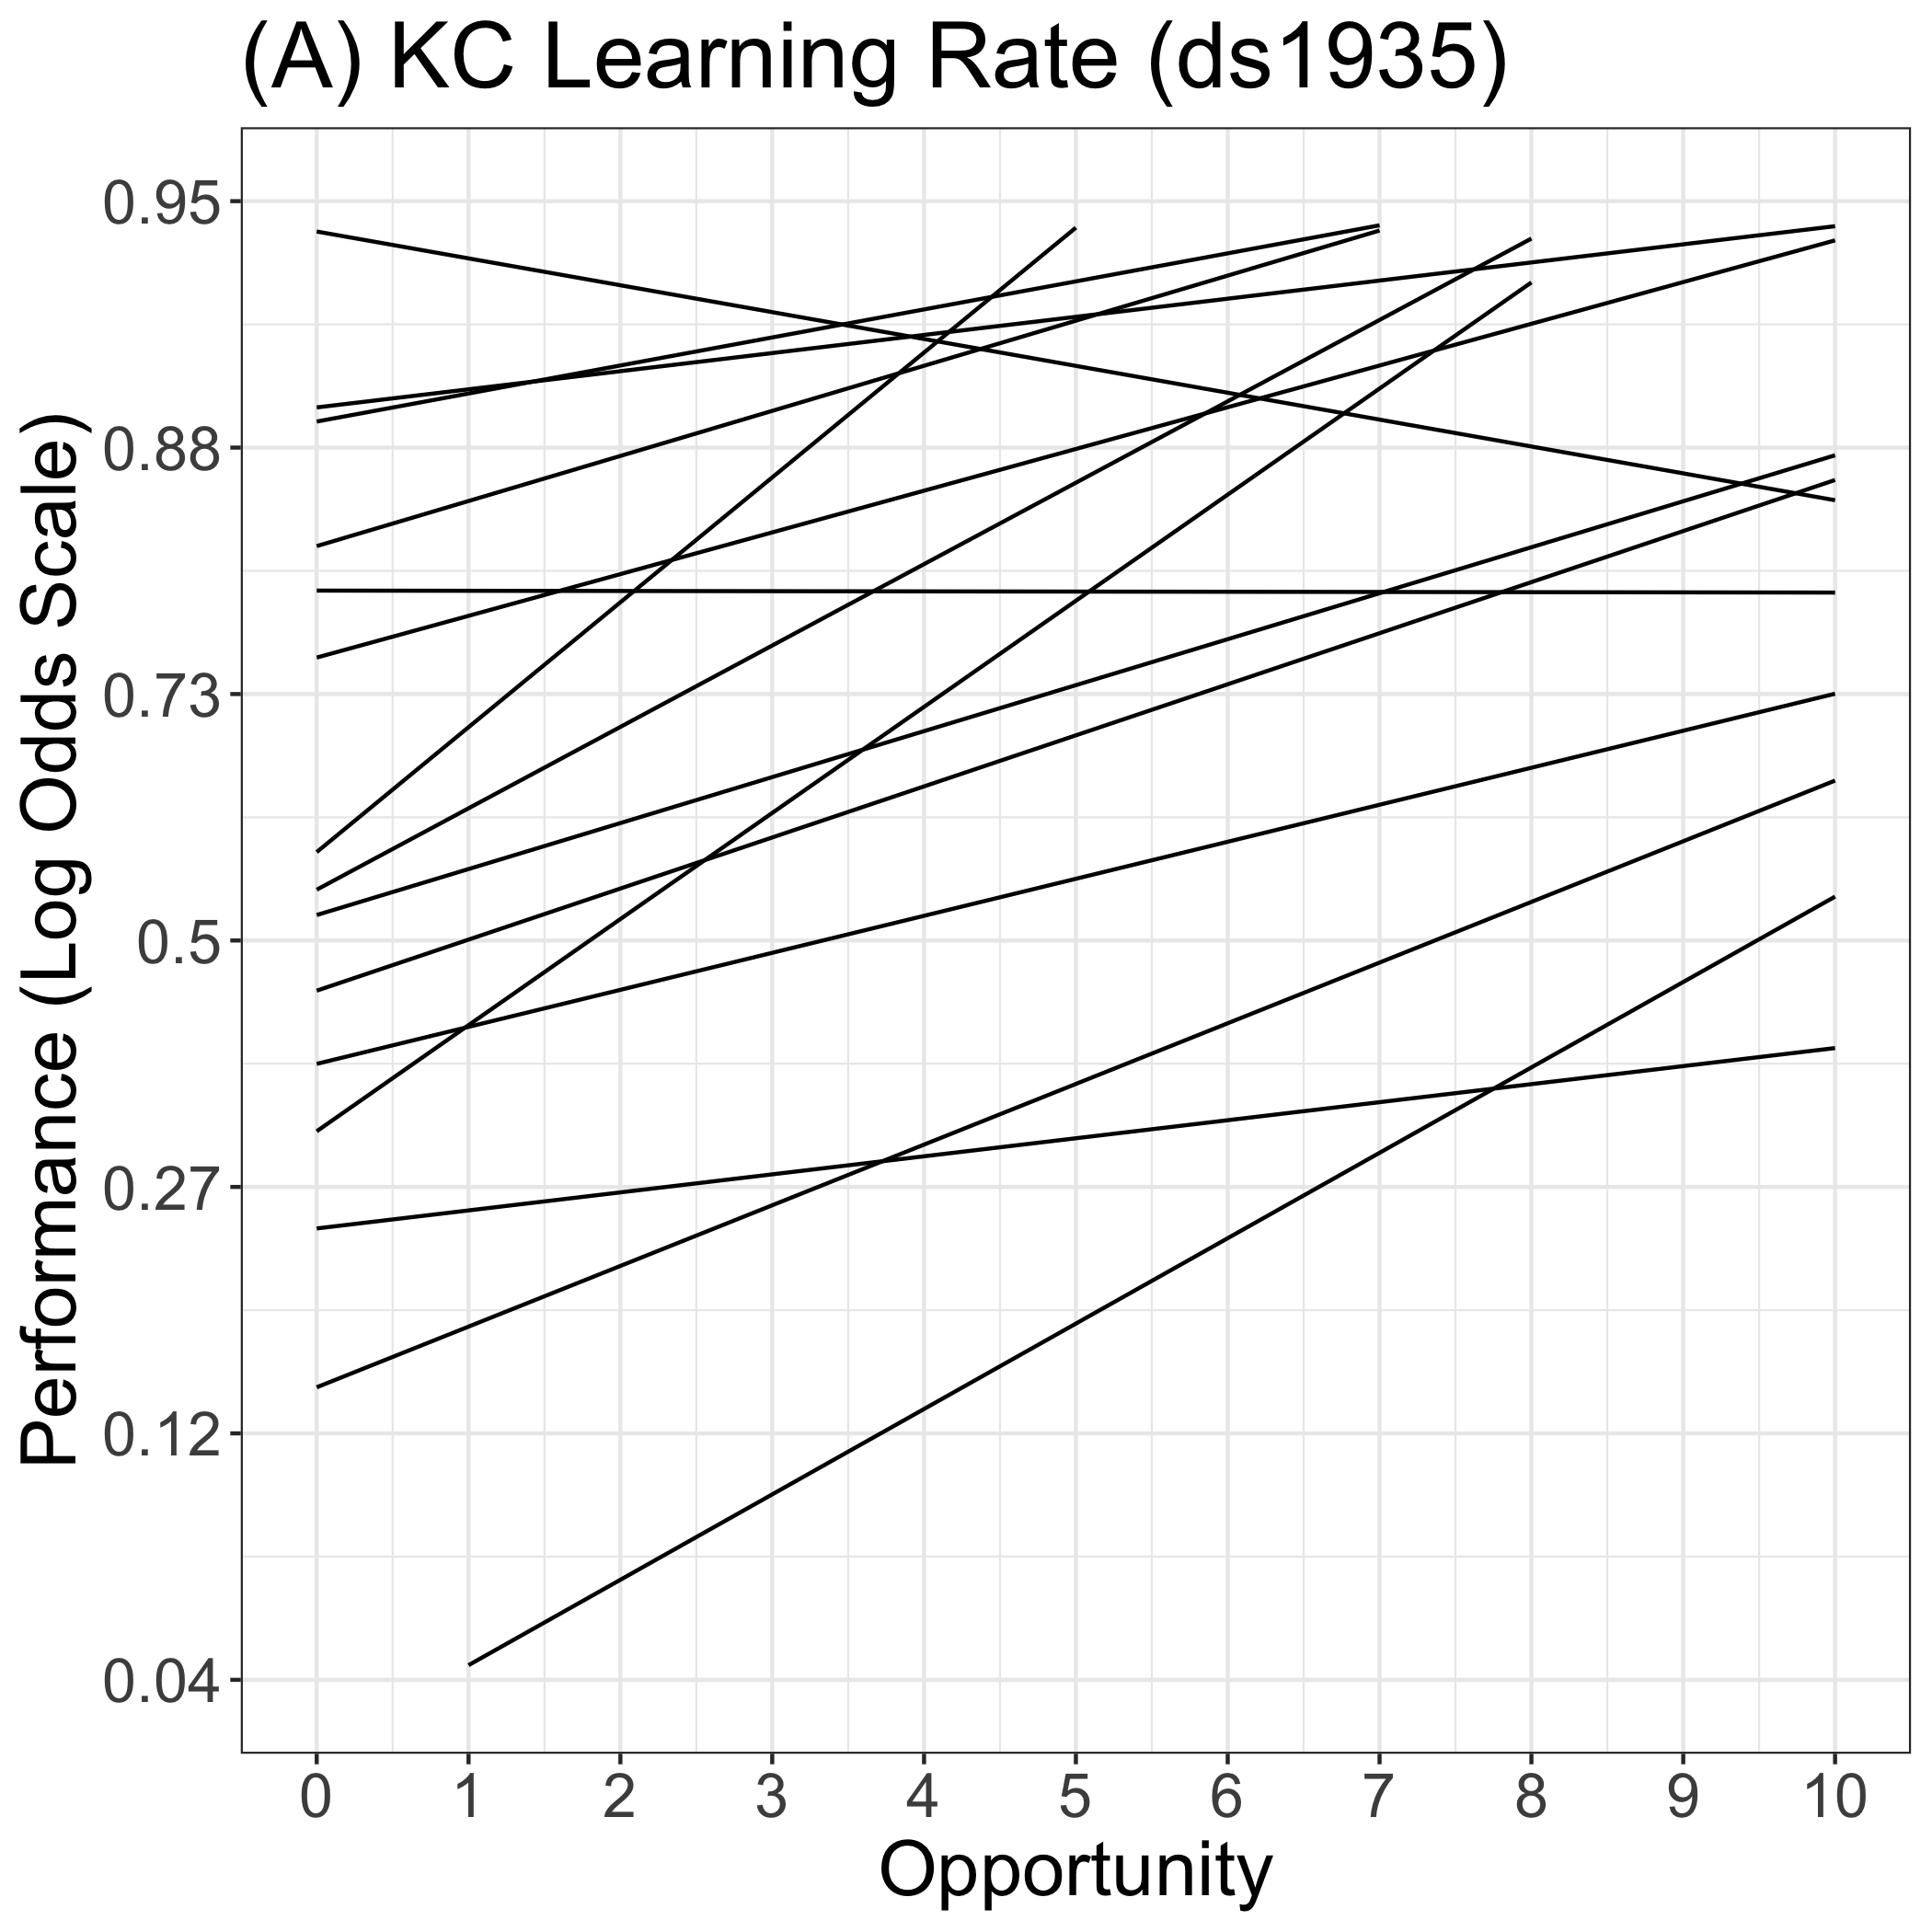 (A) KC Learning Rate (ds1935)
Performance (Log Odds Scale)
0.95
0.88
0.73
0.5
0.27
0.12
0.04
0 1 2 3 4 5 6 7 8 9 10
Opportunity